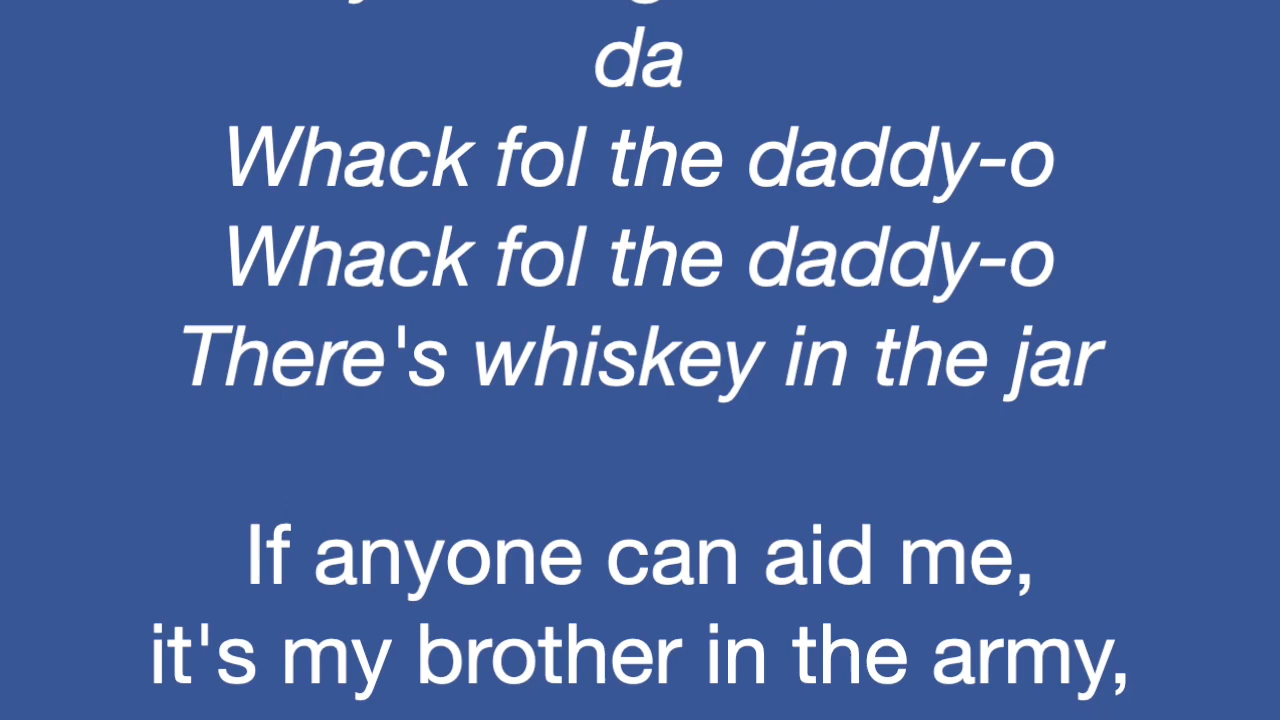 da
Whack fol the daddy-o
Whack fol the daddy-o
There's whiskey in the jar
If anyone can aid me,
it's my brother in the army,